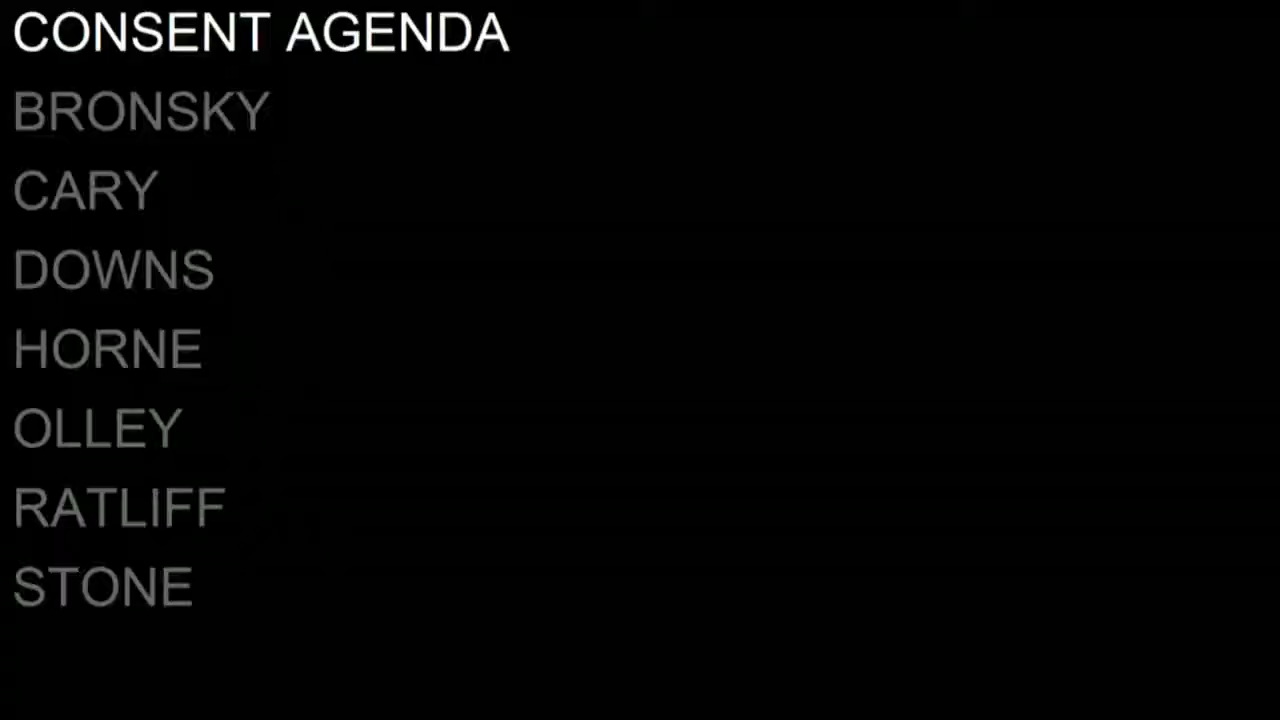 CONSENT AGENDA
BRONSKY
CARY
DOWNS
HORNE
OLLEY
RATLIFF
STONE